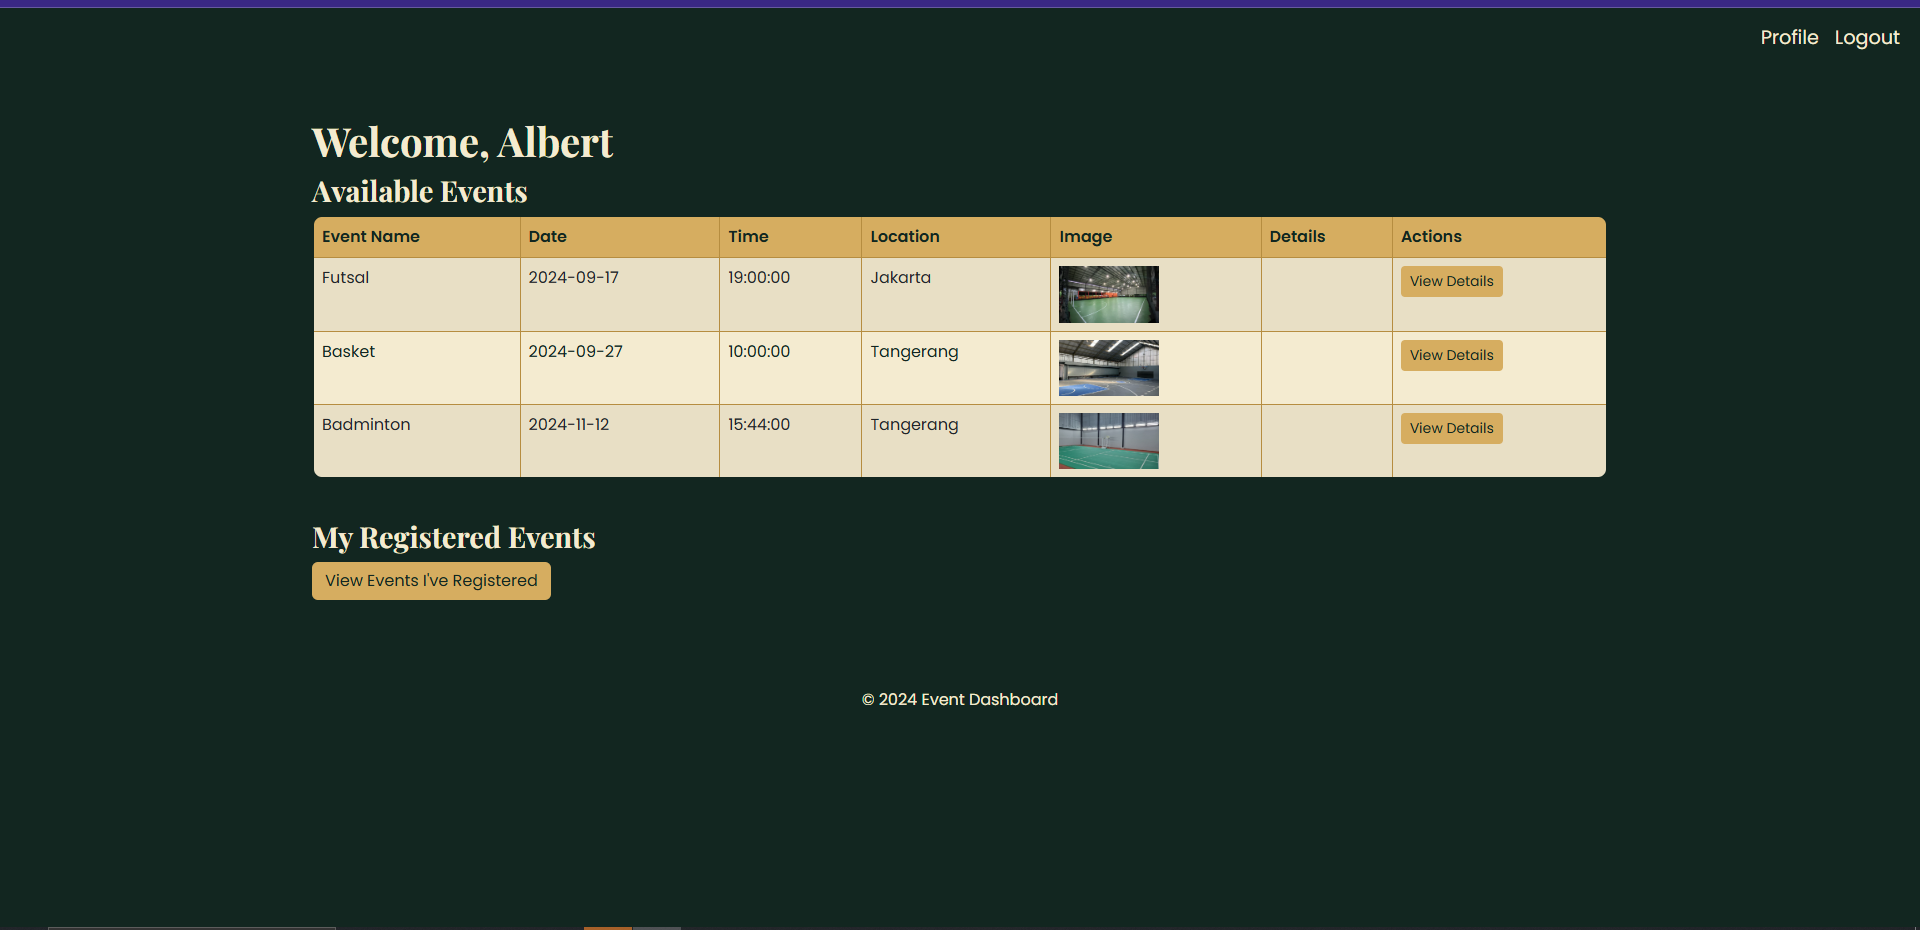 Profile Logout
Welcome, Albert
Available Events
Event Name Date Time Location Image Details Actions
Futsal 2024-09-17 19:00:00 Jakarta View Details
Basket 2024-09-27 10:00:00 Tangerang View Details
Badminton 2024-11-12 15:44:00 Tangerang View Details
My Registered Events
View Events I've Registered
© 2024 Event Dashboard